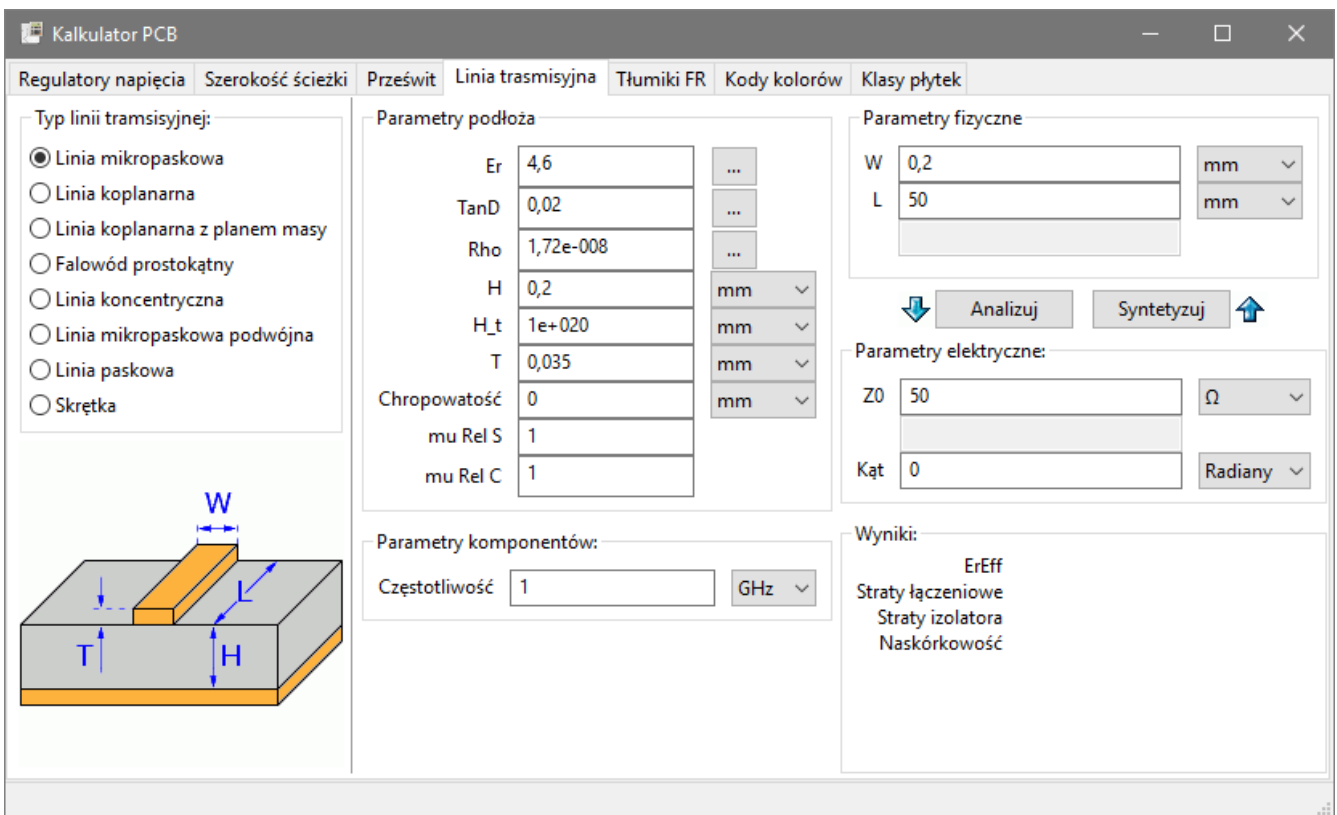 Kalkulator PCB
Regulatory napięcia Szerokość ścieżki Prześwit Linia trasmisyjna Tłumiki FR Kody kolorów Klasy płytek
Typ linii tramsisyjnej:
Linia mikropaskowa
Linia koplanarna
Linia koplanarna z planem masy
Falowód prostokątny
Linia koncentryczna
Linia mikropaskowa podwójna
Linia paskowa
Skrętka
W
L
T
H
Parametry podłoża
Er 4,6 ...
TanD 0,02 ...
Rho 1,72e-008 ...
H 0,2 mm
H_t 1e+020 mm
T 0,035 mm
Chropowatość 0 mm
mu Rel S 1
mu Rel C 1
Parametry komponentów:
Częstotliwość 1 GHz
Parametry fizyczne
W 0,2 mm
L 50 mm
Analizuj Syntetyzuj
Parametry elektryczne:
Z0 50 Ω
Kąt 0 Radiany
Wyniki:
ErEff
Straty łączeniowe
Straty izolatora
Naskórkowość